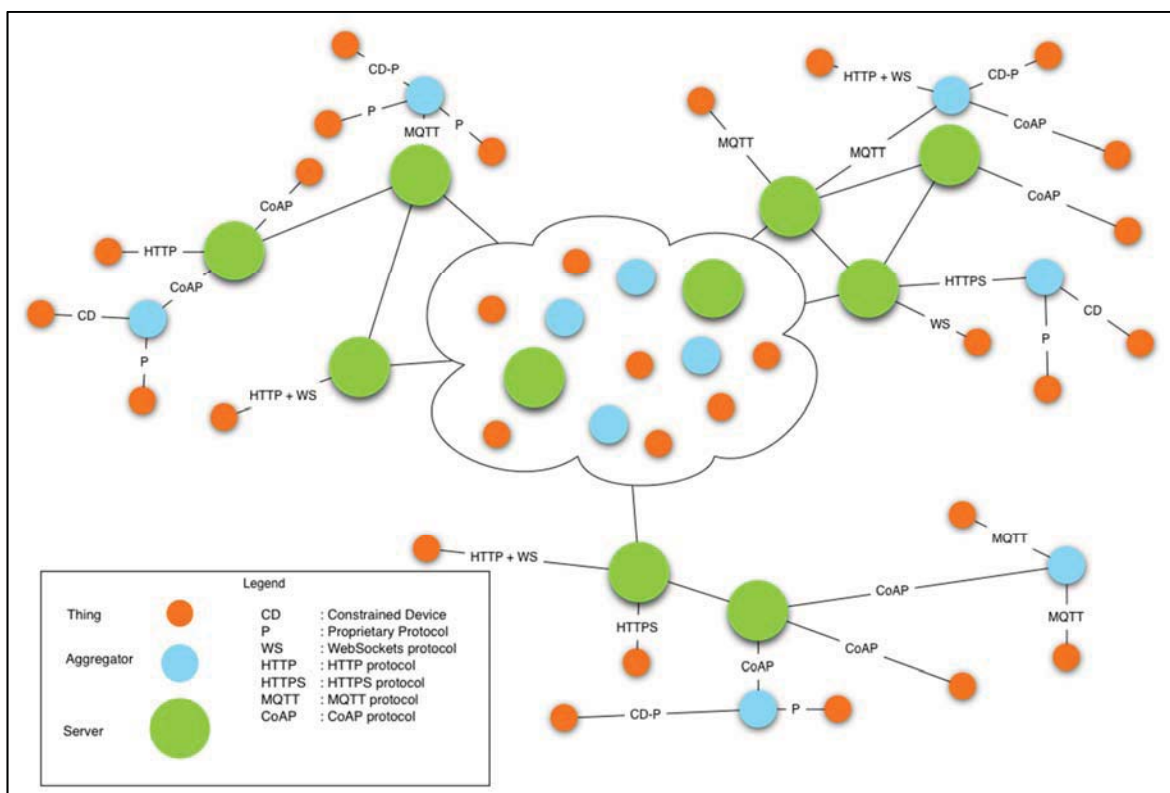 CD-P
P
MQTT
P
CoAP
HTTP
CoAP
CD
P
HTTP + WS
HTTP + WS
CD-P
MQTT
MQTT
CoAP
CoAP
HTTPS
CD
WS
P
HTTP + WS
HTTPS
MQTT
CoAP
MQTT
CoAP
CoAP
CD-P
P
Legend
Thing
Aggregator
Server
CD : Constrained Device
P : Proprietary Protocol
WS : WebSockets protocol
HTTP : HTTP protocol
HTTPS : HTTPS protocol
MQTT : MQTT protocol
CoAP : CoAP protocol